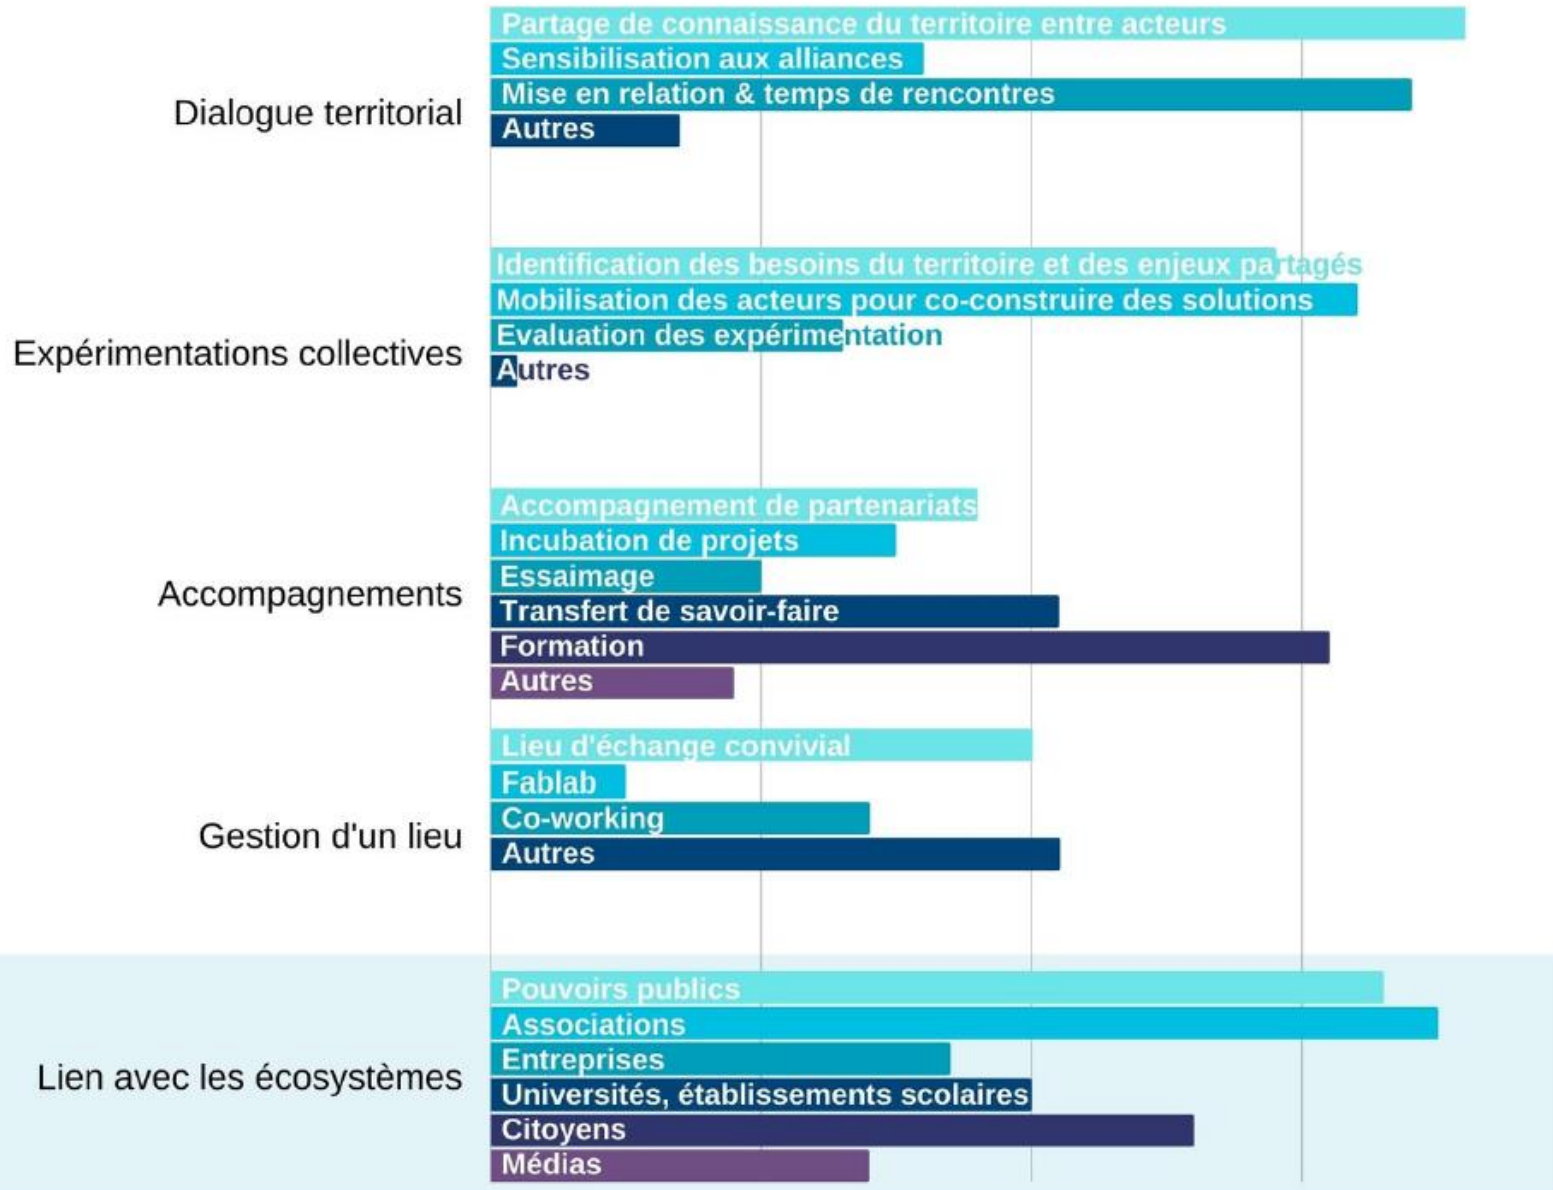 Dialogue territorial
Partage de connaissance du territoire entre acteurs
Sensibilisation aux alliances
Mise en relation & temps de rencontres
Autres
Expérimentations collectives
Identification des besoins du territoire et des enjeux partagés
Mobilisation des acteurs pour co-construire des solutions
Evaluation des expérimentation
Autres
Accompagnements
Accompagnement de partenariats
Incubation de projets
Essaimage
Transfert de savoir-faire
Formation
Autres
Gestion d'un lieu
Lieu d'échange convivial
Fablab
Co-working
Autres
Lien avec les écosystèmes
Pouvoirs publics
Associations
Entreprises
Universités, établissements scolaires
Citoyens
Médias